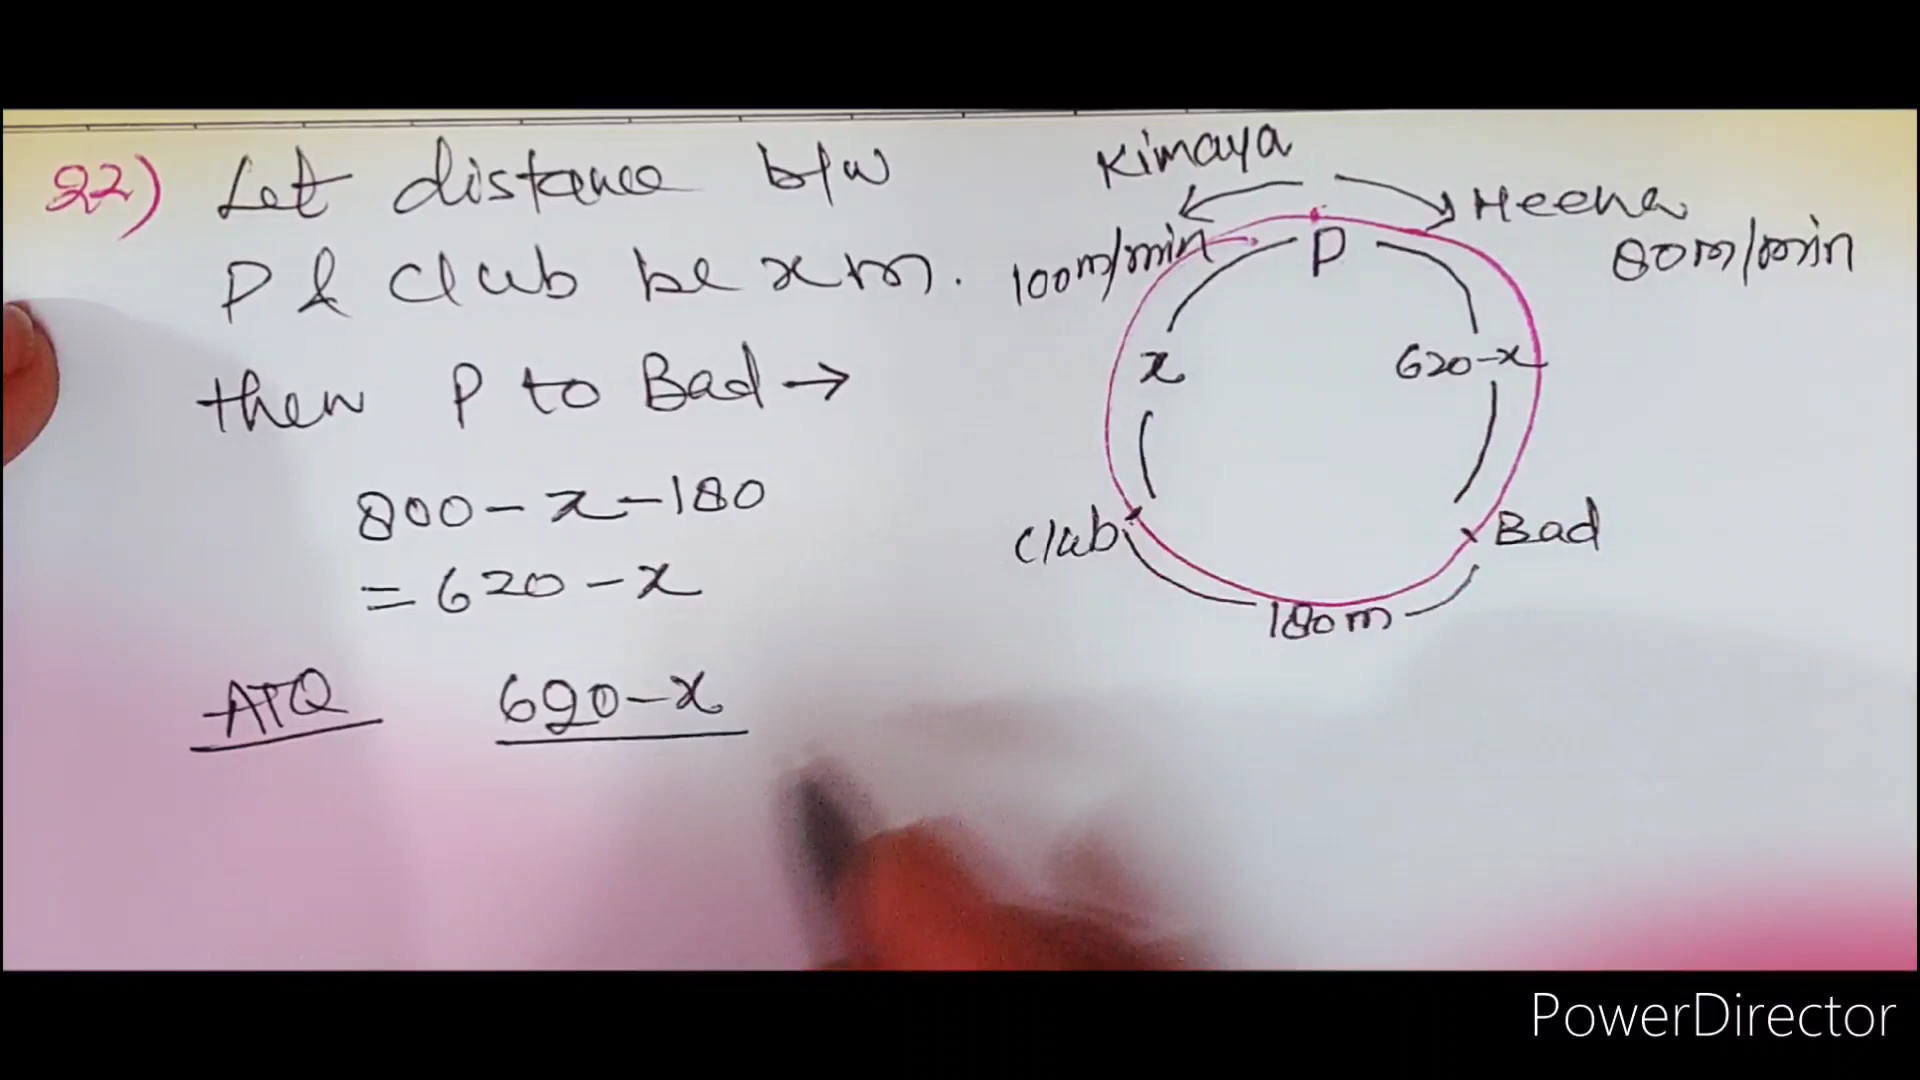 22) Let distance b/w
P & club be x m.
then P to Bad →
800 - x - 180
= 620 - x
ATQ 620 - x
Kimaya
Heena
100m/min
P
80m/min
x
620-x
Club
Bad
180m
PowerDirector